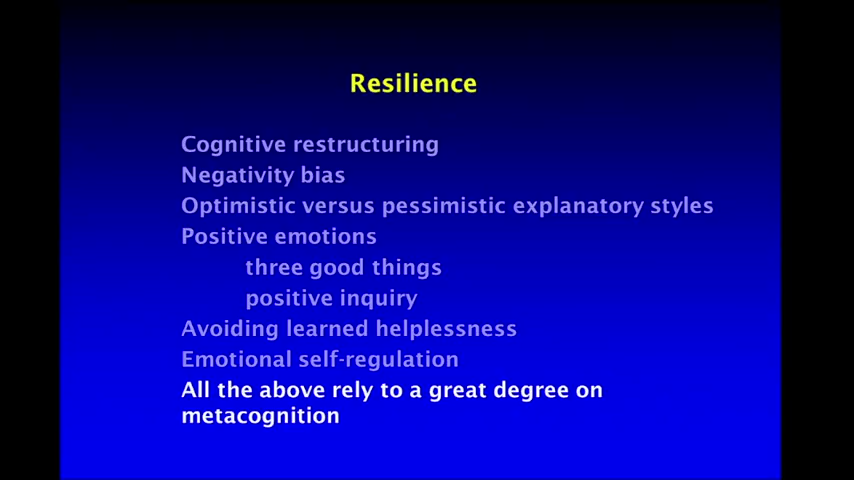 Resilience
Cognitive restructuring
Negativity bias
Optimistic versus pessimistic explanatory styles
Positive emotions
three good things
positive inquiry
Avoiding learned helplessness
Emotional self-regulation
All the above rely to a great degree on
metacognition